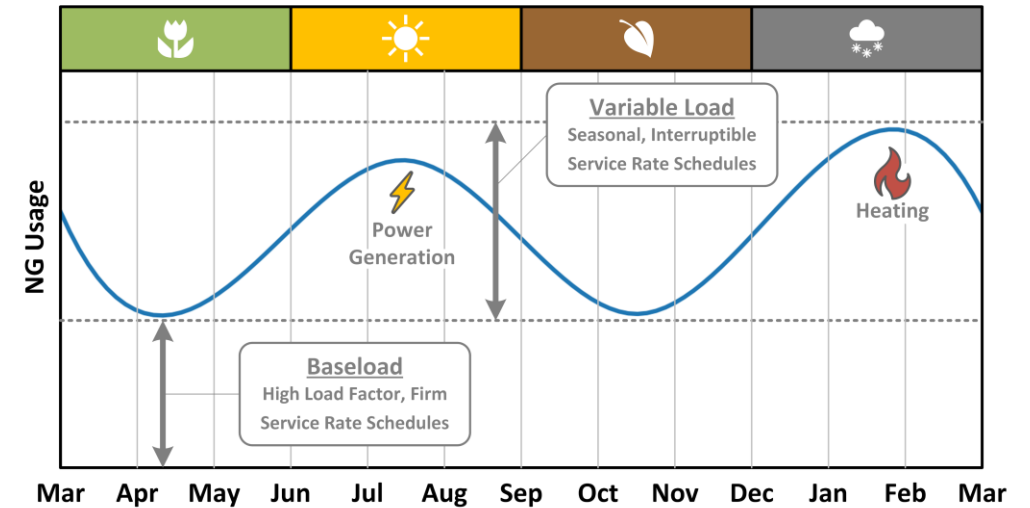 Variable Load
Seasonal, Interruptible
Service Rate Schedules
Power
Generation
Heating
NG Usage
Baseload
High Load Factor, Firm
Service Rate Schedules
Mar Apr May Jun Jul Aug Sep Oct Nov Dec Jan Feb Mar